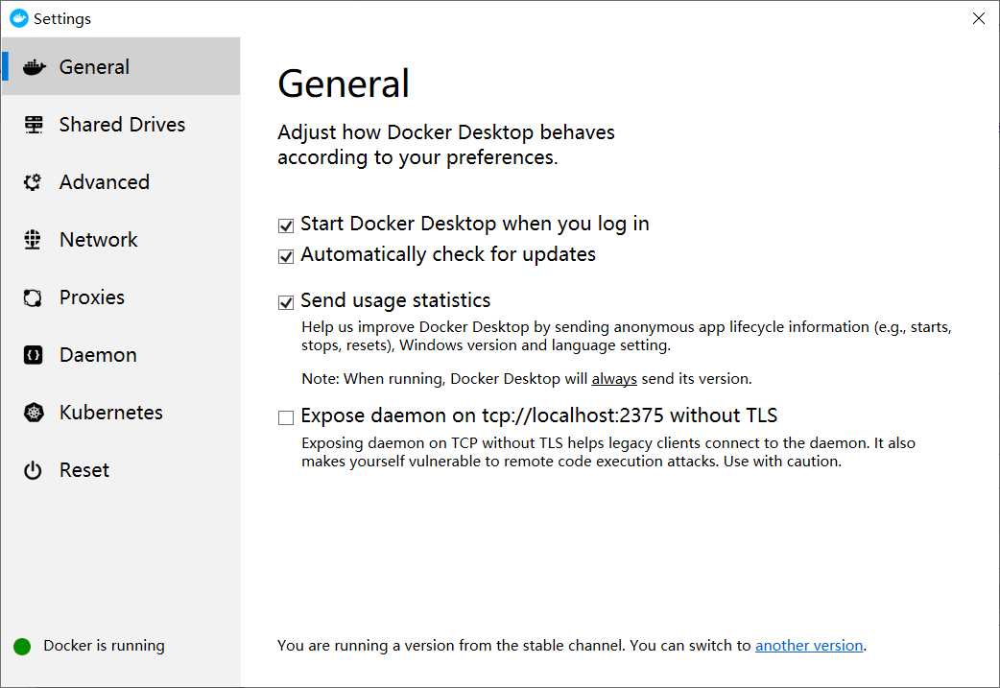 Settings
General
Shared Drives
Advanced
Network
Proxies
Daemon
Kubernetes
Reset
Docker is running
General
Adjust how Docker Desktop behaves
according to your preferences.
Start Docker Desktop when you log in
Automatically check for updates
Send usage statistics
Help us improve Docker Desktop by sending anonymous app lifecycle information (e.g., starts,
stops, resets), Windows version and language setting.
Note: When running, Docker Desktop will always send its version.
Expose daemon on tcp://localhost:2375 without TLS
Exposing daemon on TCP without TLS helps legacy clients connect to the daemon. It also
makes yourself vulnerable to remote code execution attacks. Use with caution.
You are running a version from the stable channel. You can switch to another version.